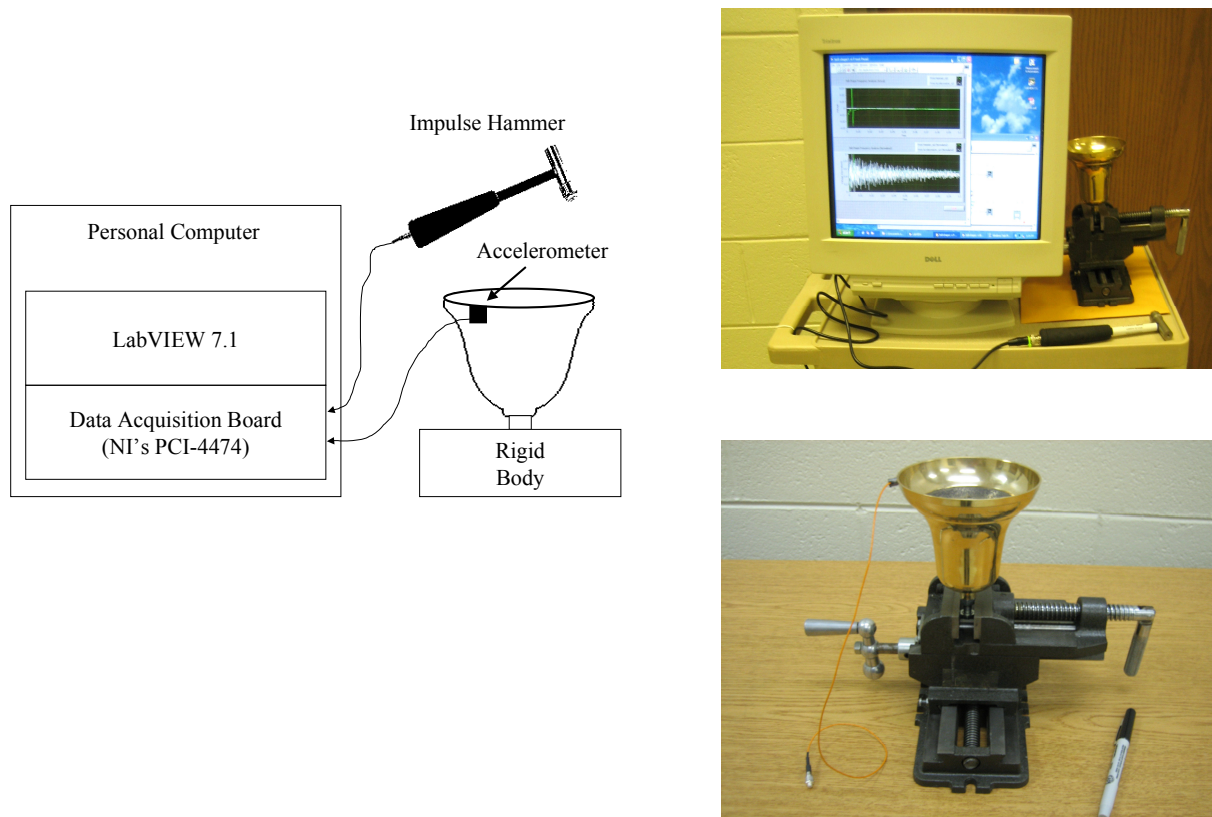 Impulse Hammer
Personal Computer
Accelerometer
LabVIEW 7.1
Data Acquisition Board
(NI's PCI-4474)
Rigid
Body
DELL